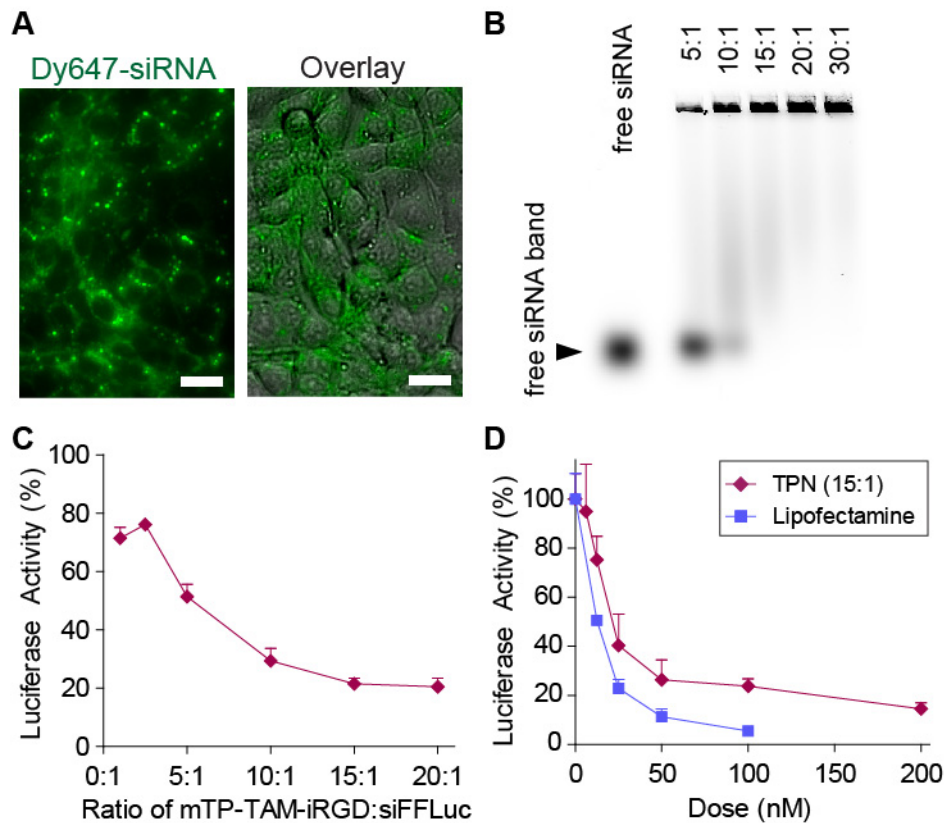 A
Dy647-siRNA
Overlay
B
free siRNA
5:1
10:1
15:1
20:1
30:1
free siRNA band
C
Luciferase Activity (%)
100
80
60
40
20
0
0:1 5:1 10:1 15:1 20:1
Ratio of mTP-TAM-iRGD:siFFLuc
D
Luciferase Activity (%)
100
80
60
40
20
0
0 50 100 150 200
Dose (nM)
TPN (15:1)
Lipofectamine